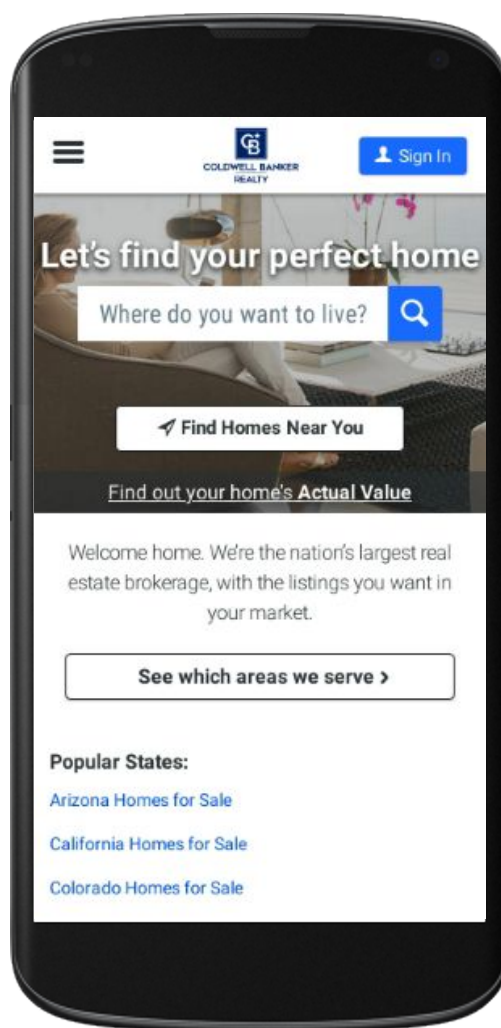 CB
COLDWELL BANKER
REALTY
Sign In
Let's find your perfect home
Where do you want to live?
Find Homes Near You
Find out your home's Actual Value
Welcome home. We're the nation's largest real
estate brokerage, with the listings you want in
your market.
See which areas we serve >
Popular States:
Arizona Homes for Sale
California Homes for Sale
Colorado Homes for Sale